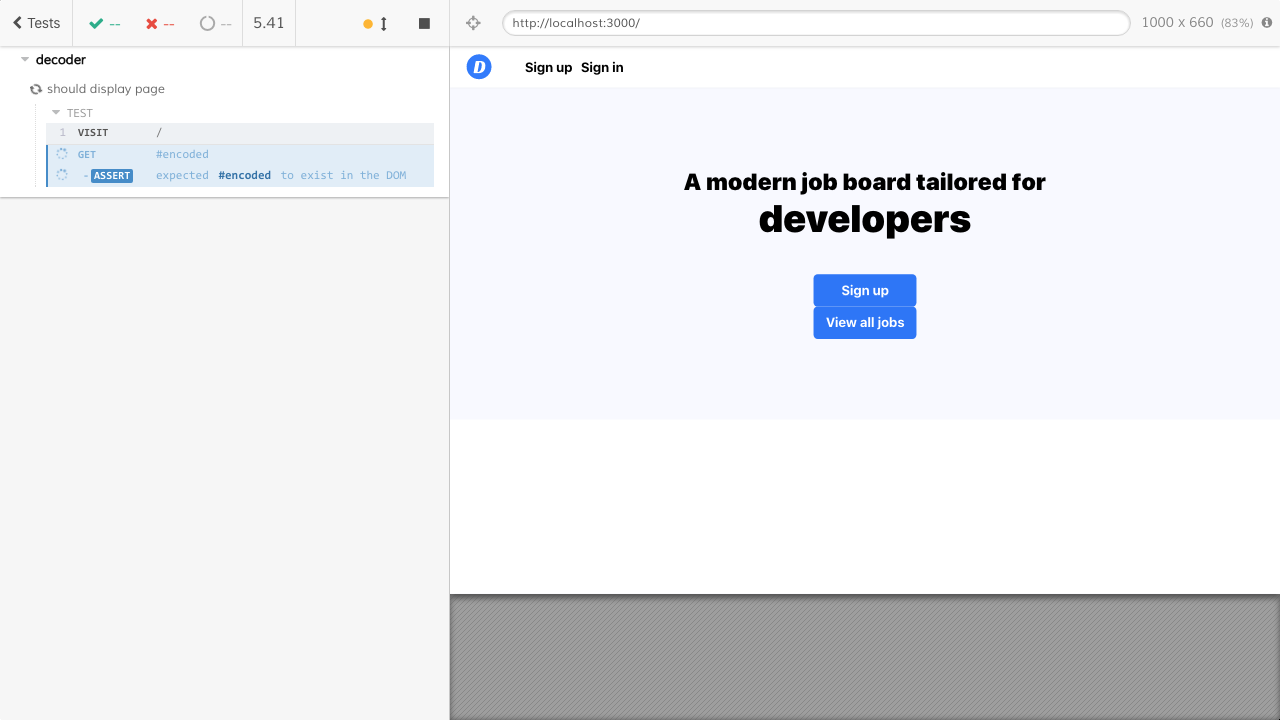 Tests -- -- -- 5.41
decoder
should display page
TEST
1 VISIT /
GET #encoded
-ASSERT expected #encoded to exist in the DOM
http://localhost:3000/ 1000 x 660 (83%)
D Sign up Sign in
A modern job board tailored for
developers
Sign up
View all jobs